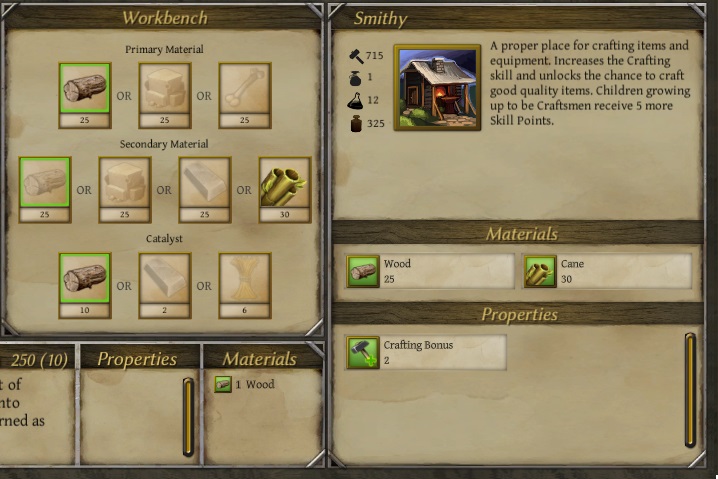 Workbench
Primary Material
OR OR
25 25 25
Secondary Material
OR OR OR
25 25 25 30
Catalyst
OR OR
10 2 6
250 (10)
t of
nto
rned as
Properties
Materials
1 Wood
Smithy
715
1
12
325
A proper place for crafting items and
equipment. Increases the Crafting
skill and unlocks the chance to craft
good quality items. Children growing
up to be Craftsmen receive 5 more
Skill Points.
Materials
Wood
25
Cane
30
Properties
Crafting Bonus
2